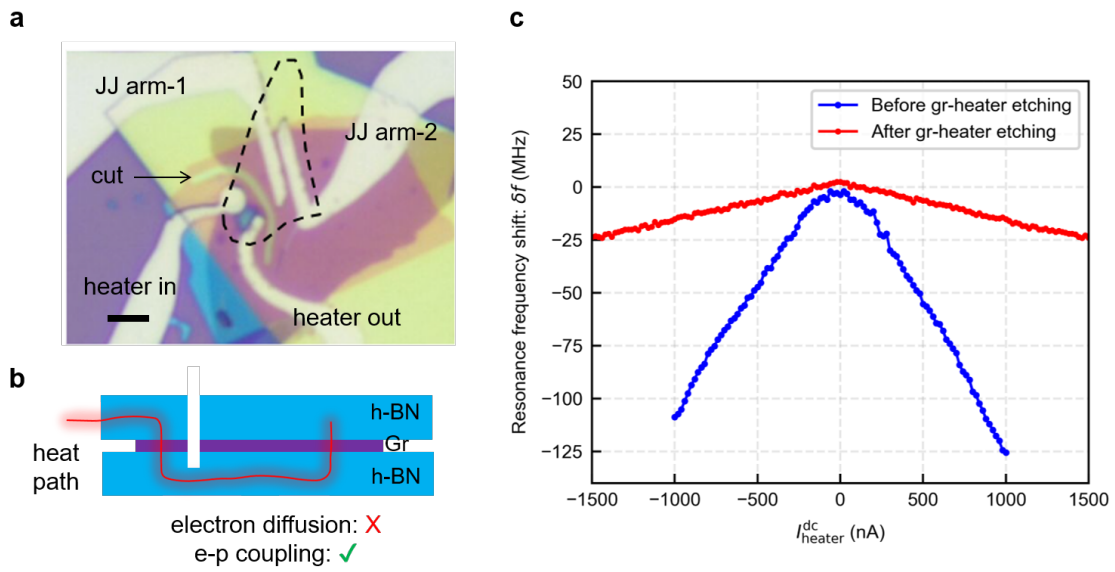 a
JJ arm-1
JJ arm-2
cut
heater in
heater out
b
h-BN
Gr
h-BN
heat
path
electron diffusion: X
e-p coupling: ✓
c
Resonance frequency shift: δf (MHz)
50
25
0
−25
−50
−75
−100
−125
Before gr-heater etching
After gr-heater etching
−1500 −1000 −500 0 500 1000 1500
I^dc_heater (nA)